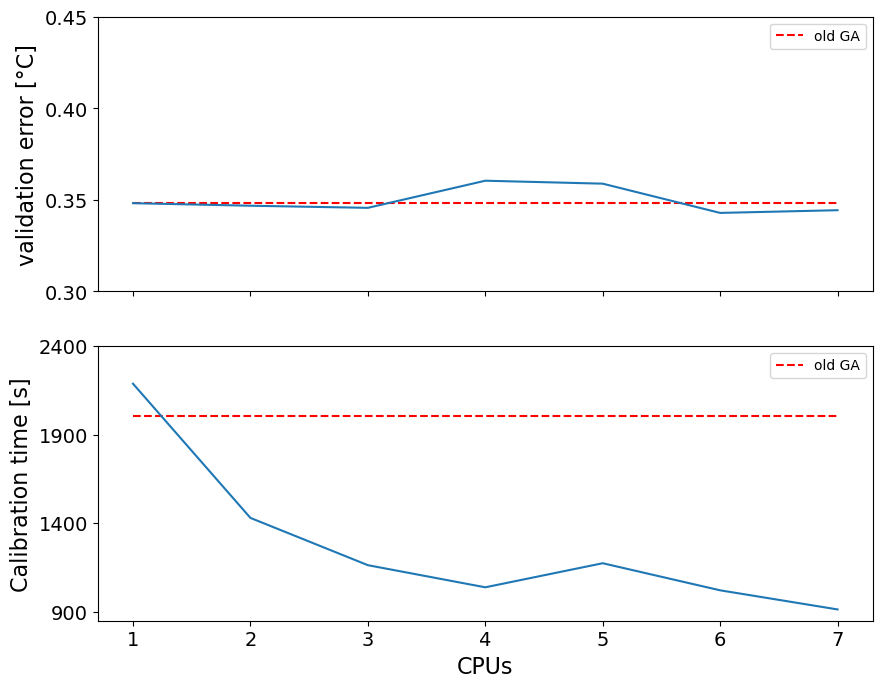 validation error [°C]
0.45
0.40
0.35
0.30
old GA
Calibration time [s]
2400
1900
1400
900
old GA
1 2 3 4 5 6 7
CPUs